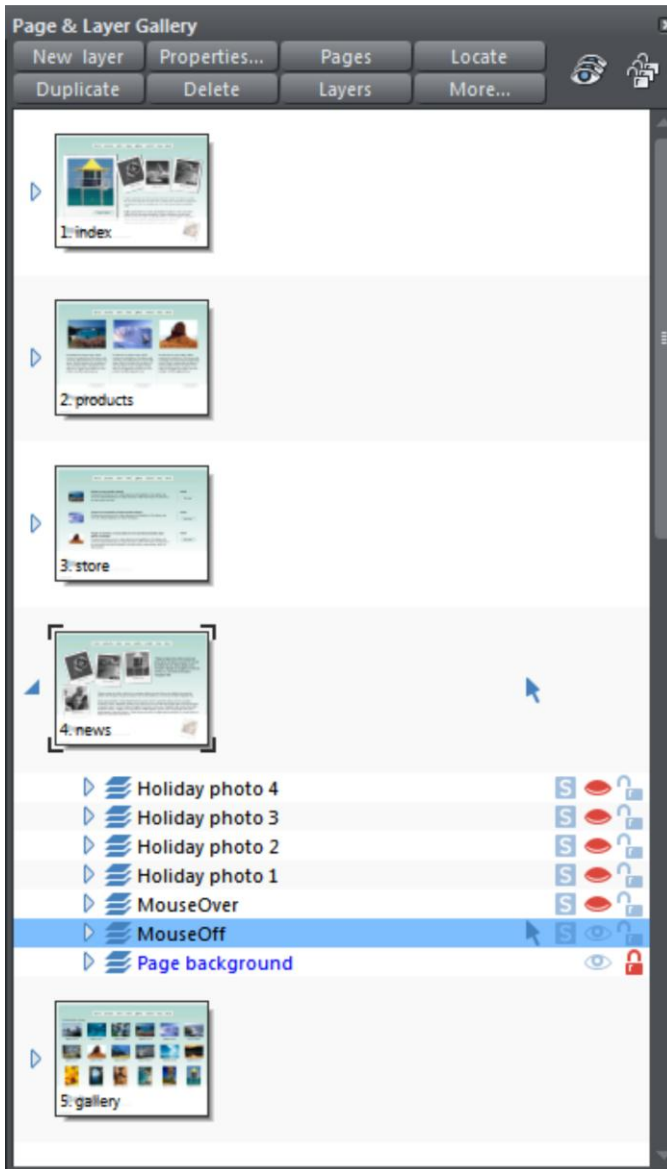 Page & Layer Gallery
New layer Properties... Pages Locate
Duplicate Delete Layers More...
1. index
2. products
3. store
4. news
Holiday photo 4 S
Holiday photo 3 S
Holiday photo 2 S
Holiday photo 1 S
MouseOver S
MouseOff S
Page background
5. gallery